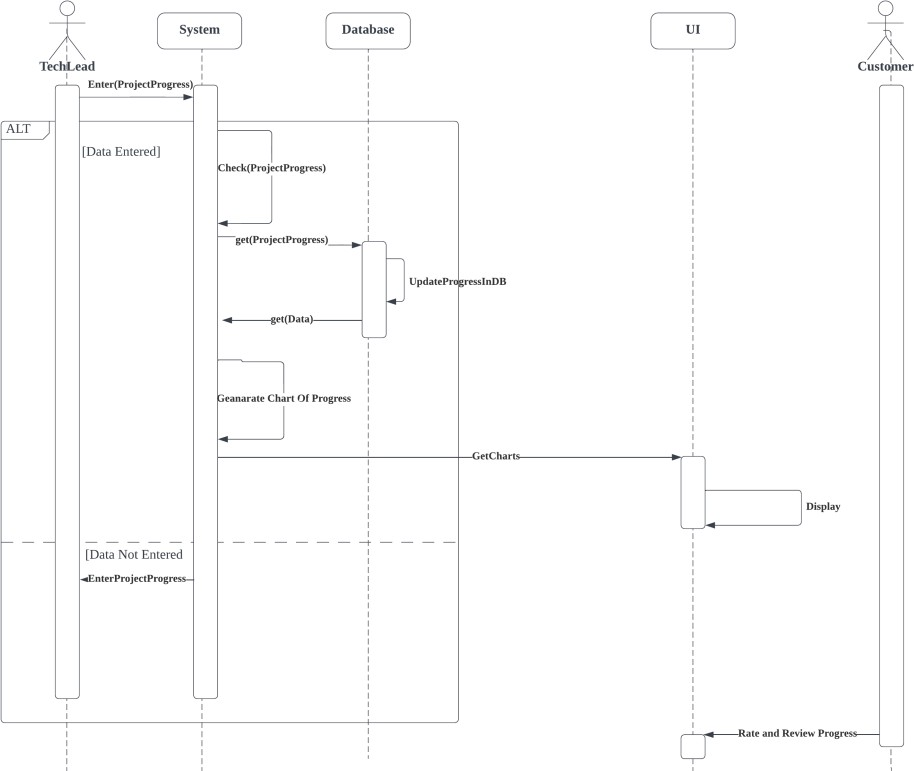 System
Database
UI
TechLead
Customer
Enter(ProjectProgress)
ALT
[Data Entered]
Check(ProjectProgress)
get(ProjectProgress)
UpdateProgressInDB
get(Data)
Geanarate Chart Of Progress
GetCharts
Display
[Data Not Entered
EnterProjectProgress
Rate and Review Progress